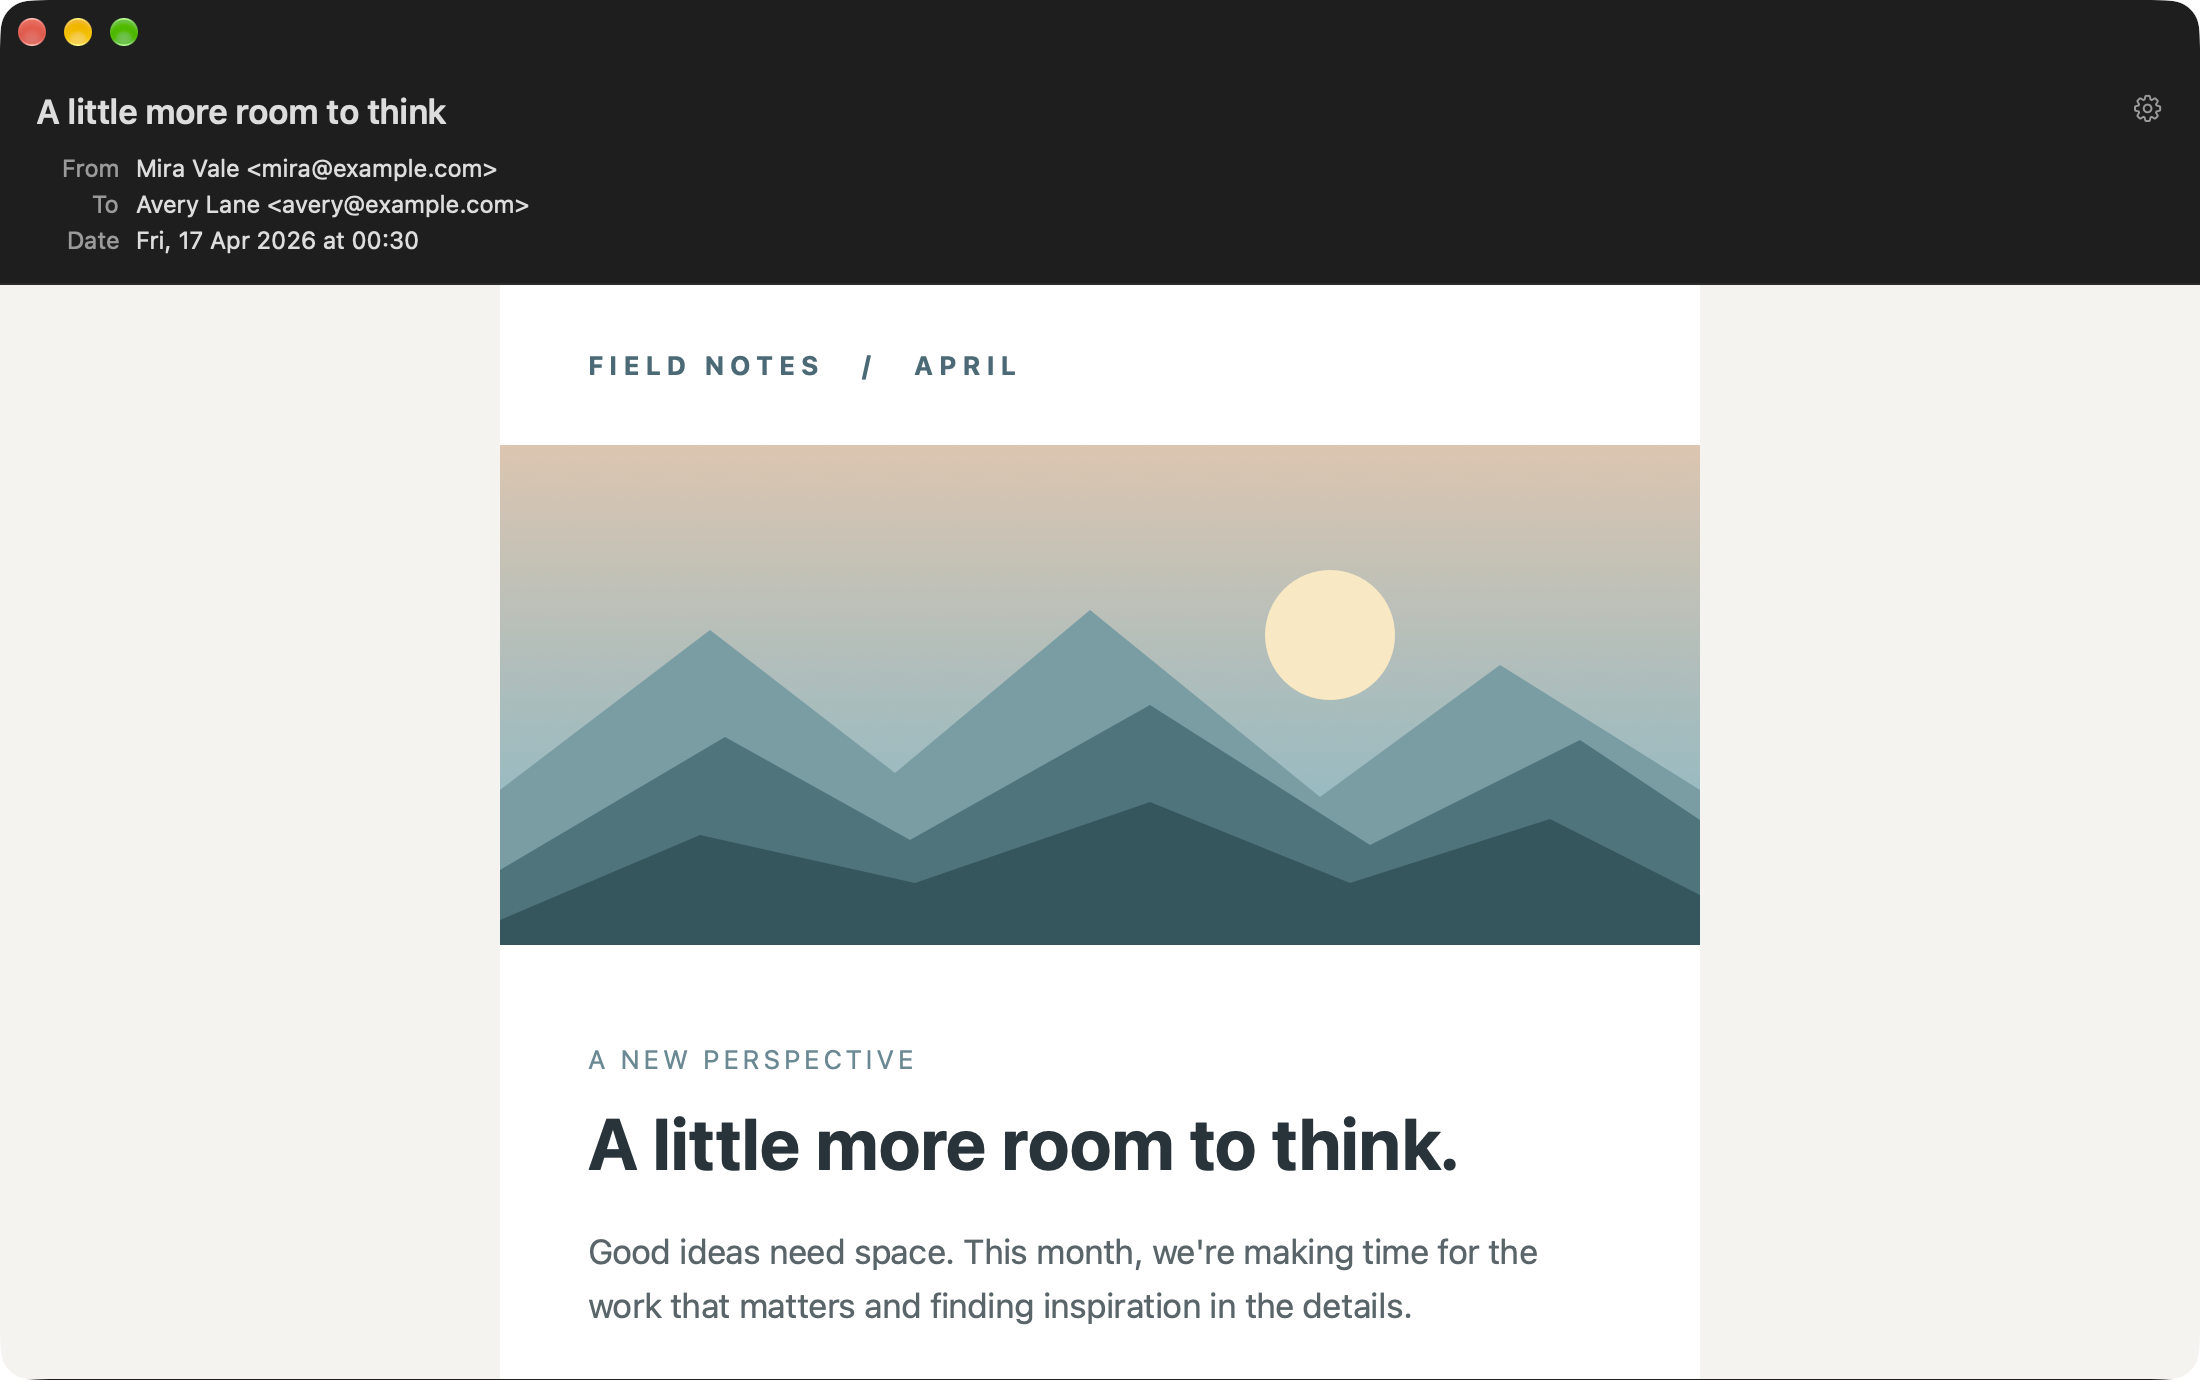 A little more room to think
From Mira Vale <mira@example.com>
To Avery Lane <avery@example.com>
Date Fri, 17 Apr 2026 at 00:30
FIELD NOTES / APRIL
A NEW PERSPECTIVE
A little more room to think.
Good ideas need space. This month, we're making time for the
work that matters and finding inspiration in the details.